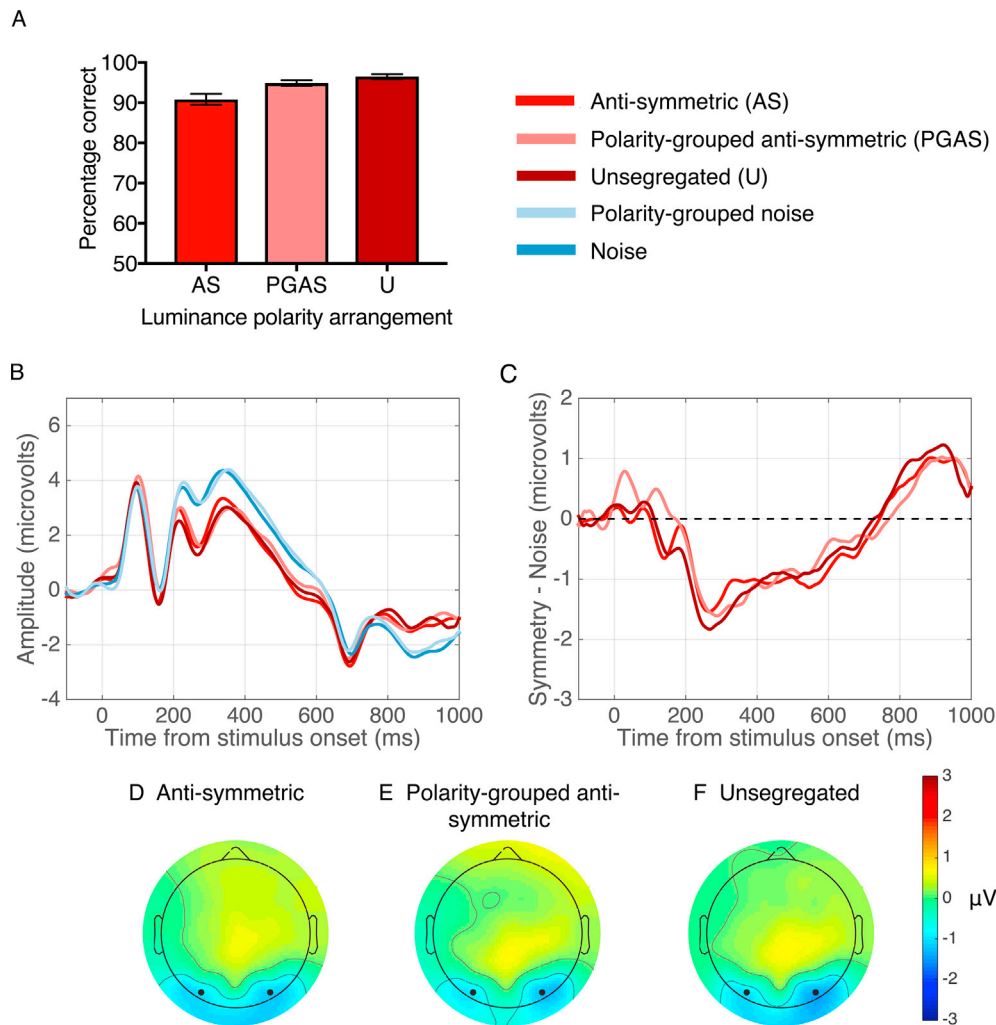 A
100
90
80
70
60
50
Percentage correct
AS PGAS U
Luminance polarity arrangement
Anti-symmetric (AS)
Polarity-grouped anti-symmetric (PGAS)
Unsegregated (U)
Polarity-grouped noise
Noise
B
6
4
2
0
-2
-4
Amplitude (microvolts)
0 200 400 600 800 1000
Time from stimulus onset (ms)
C
2
1
0
-1
-2
-3
Symmetry - Noise (microvolts)
0 200 400 600 800 1000
Time from stimulus onset (ms)
D Anti-symmetric
E Polarity-grouped anti-
symmetric
F Unsegregated
3
2
1
0
-1
-2
-3
μV